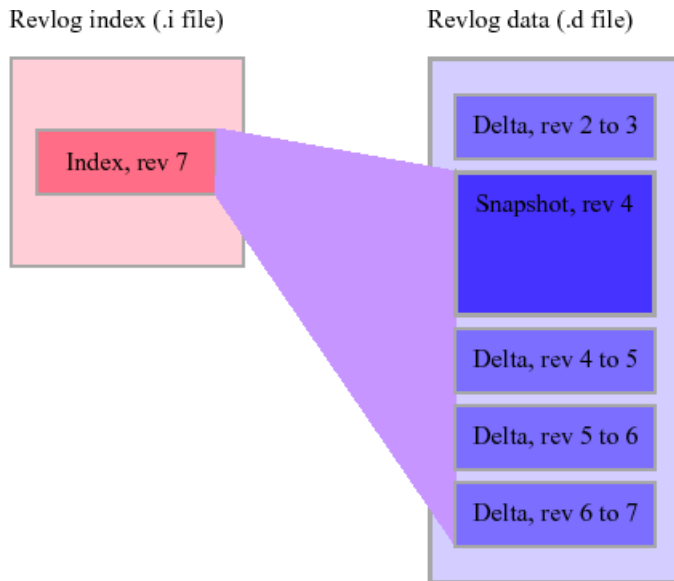 Revlog index (.i file)
Revlog data (.d file)
Index, rev 7
Delta, rev 2 to 3
Snapshot, rev 4
Delta, rev 4 to 5
Delta, rev 5 to 6
Delta, rev 6 to 7